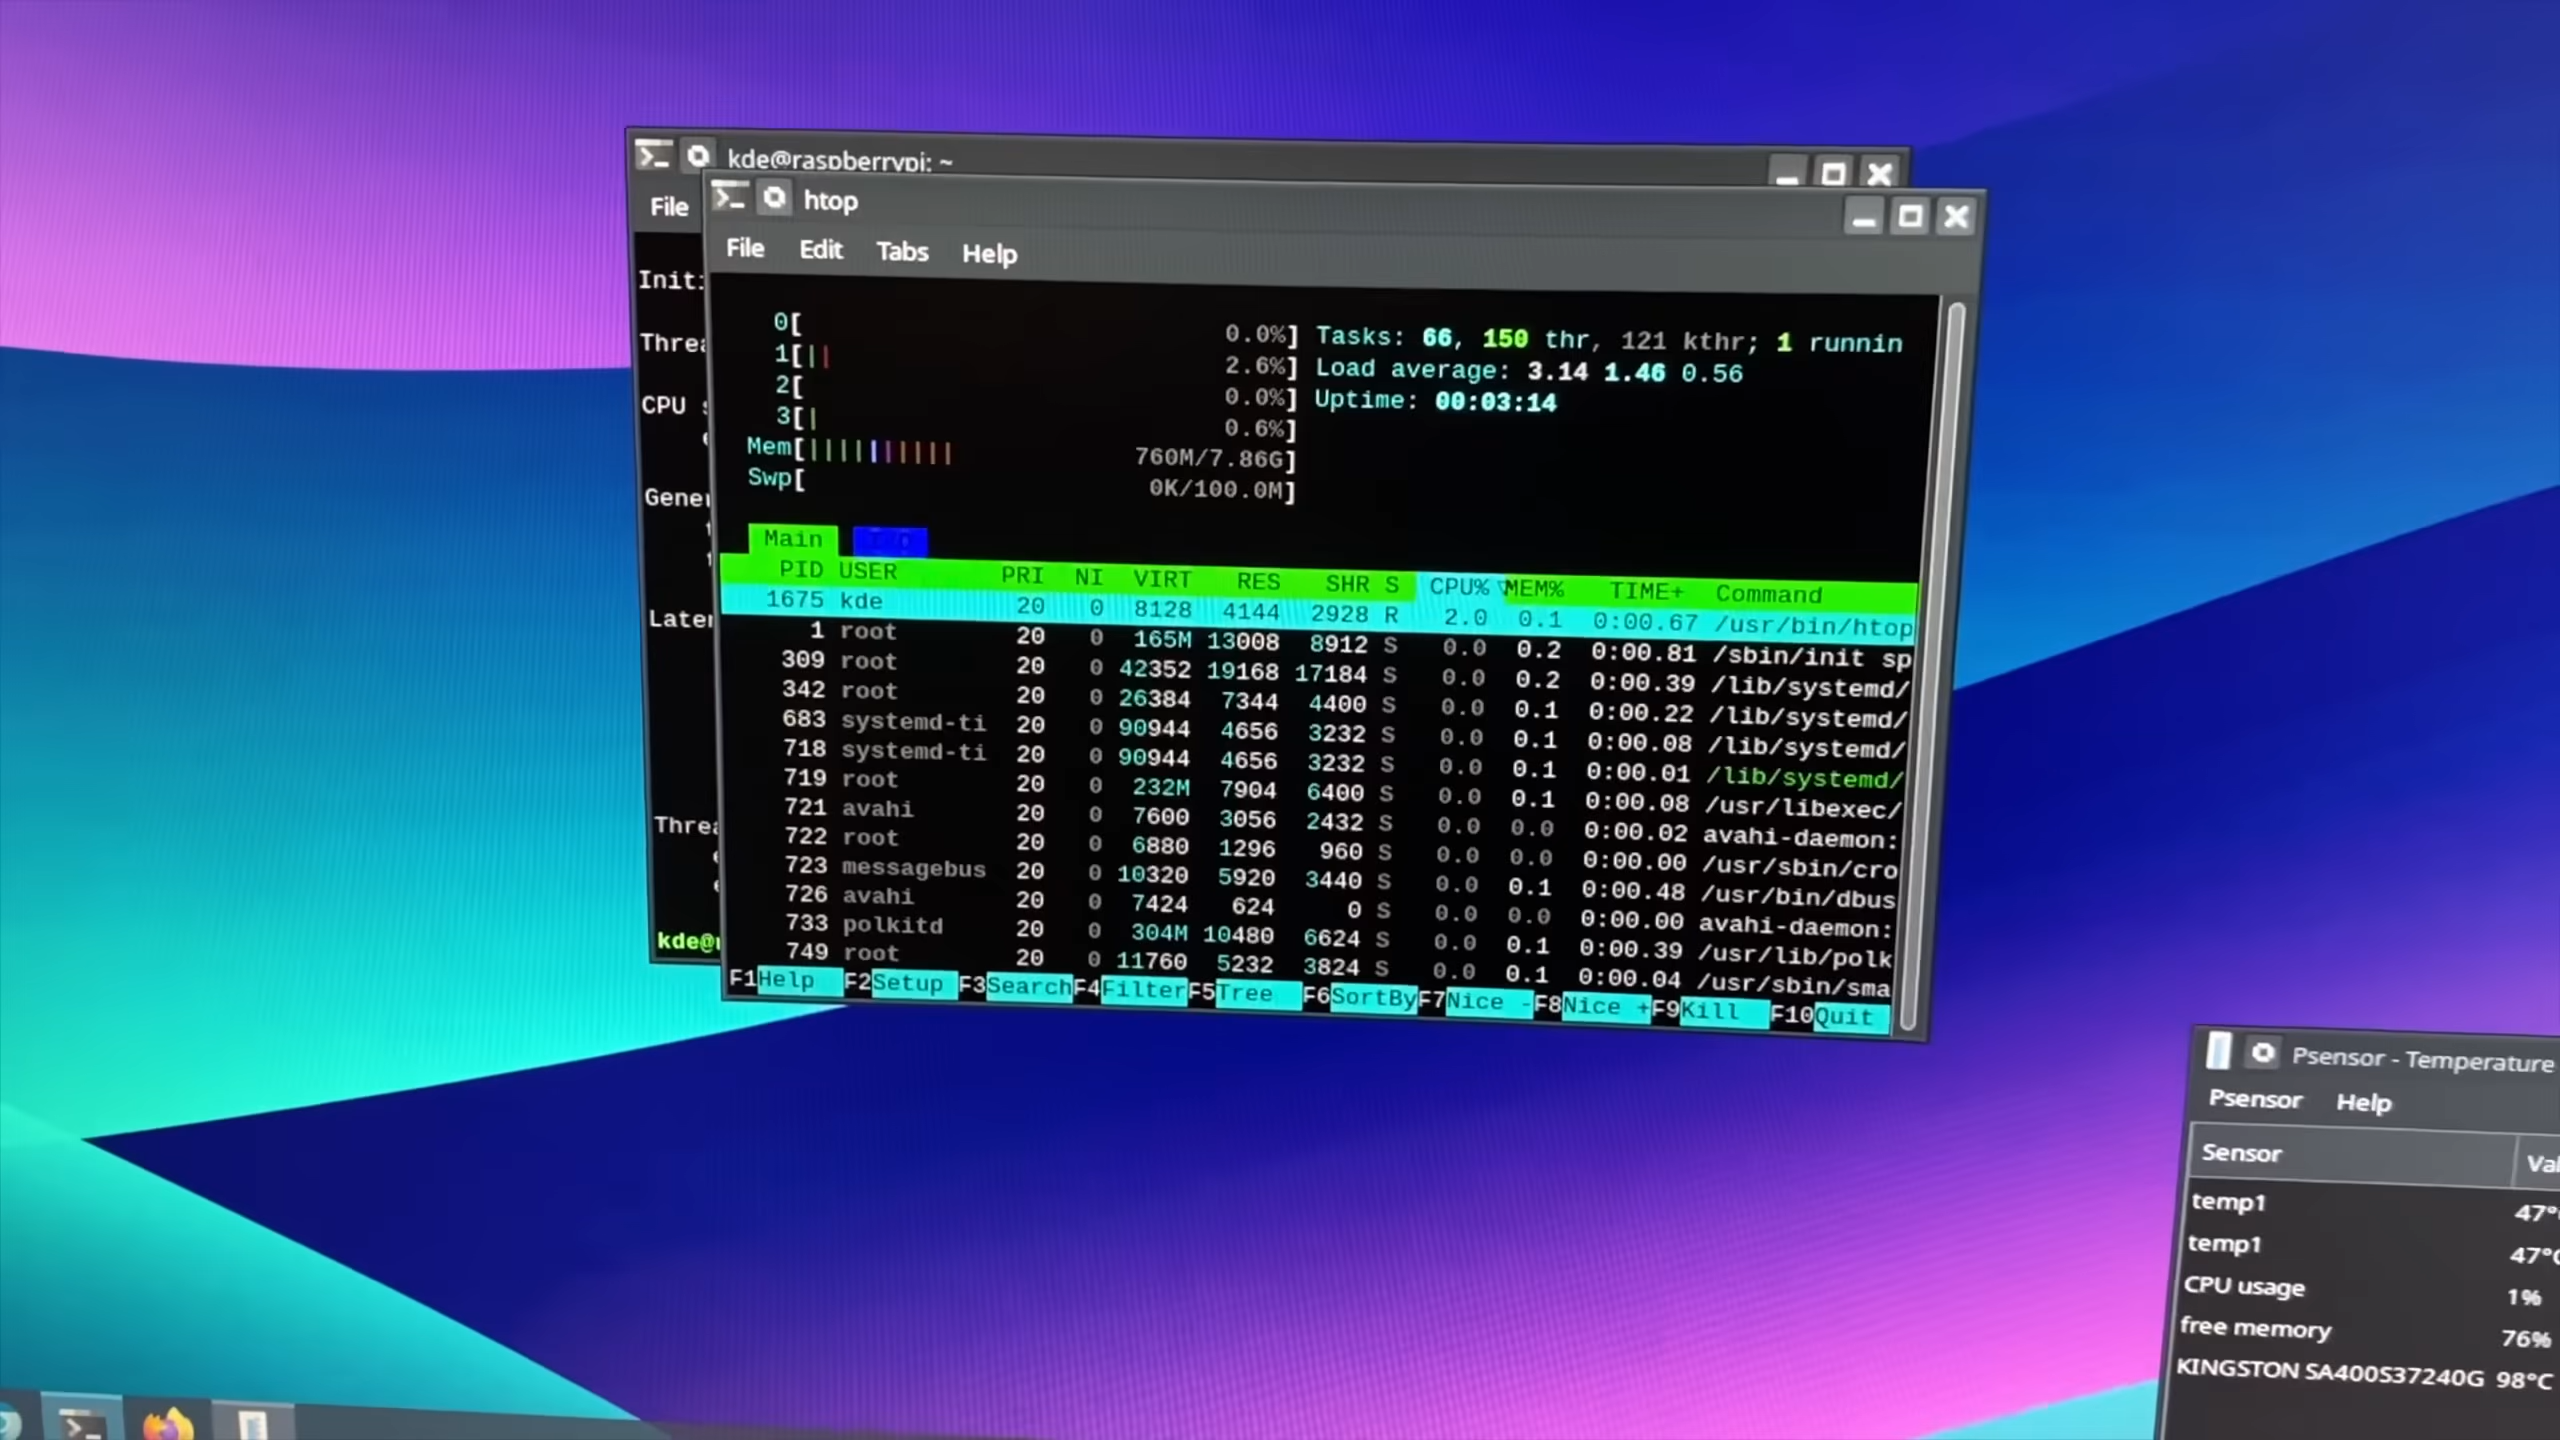 kde@raspberrypi: ~
File
Initi
Threa
CPU s
Gener
Laten
Threa
kde@
htop
File Edit Tabs Help
0[ 0.0%]
1[|| 2.6%]
2[ 0.0%]
3[| 0.6%]
Mem[|||||||||| 760M/7.86G]
Swp[ 0K/100.0M]
Tasks: 66, 150 thr, 121 kthr; 1 runnin
Load average: 3.14 1.46 0.56
Uptime: 00:03:14
Main I/O
PID USER PRI NI VIRT RES SHR S CPU%▽MEM% TIME+ Command
1675 kde 20 0 8128 4144 2928 R 2.0 0.1 0:00.67 /usr/bin/htop
1 root 20 0 165M 13008 8912 S 0.0 0.2 0:00.81 /sbin/init sp
309 root 20 0 42352 19168 17184 S 0.0 0.2 0:00.39 /lib/systemd/
342 root 20 0 26384 7344 4400 S 0.0 0.1 0:00.22 /lib/systemd/
683 systemd-ti 20 0 90944 4656 3232 S 0.0 0.1 0:00.08 /lib/systemd/
718 systemd-ti 20 0 90944 4656 3232 S 0.0 0.1 0:00.01 /lib/systemd/
719 root 20 0 232M 7904 6400 S 0.0 0.1 0:00.08 /usr/libexec/
721 avahi 20 0 7600 3056 2432 S 0.0 0.0 0:00.02 avahi-daemon:
722 root 20 0 6880 1296 960 S 0.0 0.0 0:00.00 /usr/sbin/cro
723 messagebus 20 0 10320 5920 3440 S 0.0 0.1 0:00.48 /usr/bin/dbus
726 avahi 20 0 7424 624 0 S 0.0 0.0 0:00.00 avahi-daemon:
733 polkitd 20 0 304M 10480 6624 S 0.0 0.1 0:00.39 /usr/lib/polk
749 root 20 0 11760 5232 3824 S 0.0 0.1 0:00.04 /usr/sbin/sma
F1Help F2Setup F3SearchF4FilterF5Tree F6SortByF7Nice -F8Nice +F9Kill F10Quit
Psensor - Temperature
Psensor Help
Sensor Val
temp1 47°
temp1 47°C
CPU usage 1%
free memory 76%
KINGSTON SA400S37240G 98°C